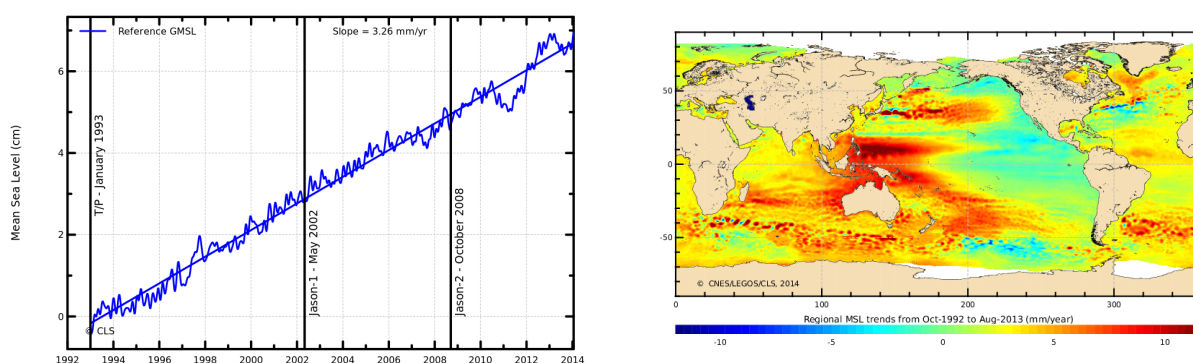 Reference GMSL
Slope = 3.26 mm/yr
6
4
2
0
Mean Sea Level (cm)
T/P - January 1993
Jason-1 - May 2002
Jason-2 - October 2008
© CLS
1992 1994 1996 1998 2000 2002 2004 2006 2008 2010 2012 2014
50
0
-50
© CNES/LEGOS/CLS, 2014
0 100 200 300
Regional MSL trends from Oct-1992 to Aug-2013 (mm/year)
-10 -5 0 5 10